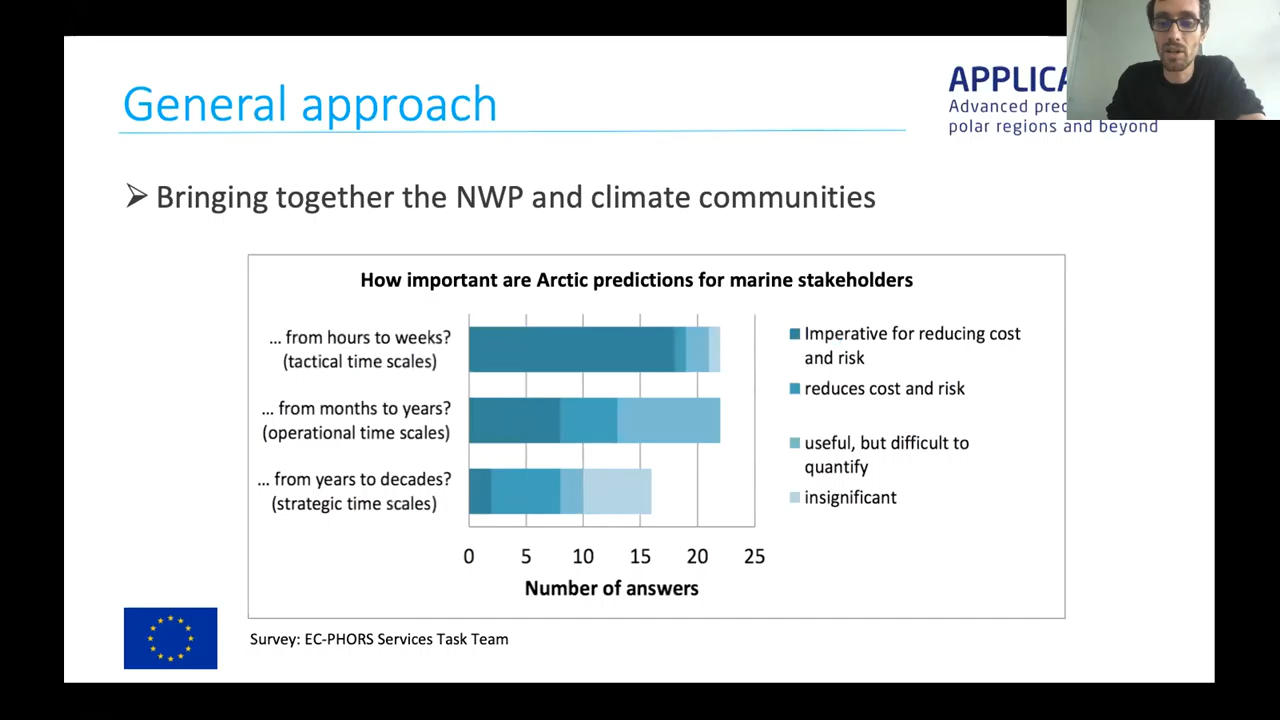 General approach
APPLICA
Advanced pred
polar regions and beyond
➢ Bringing together the NWP and climate communities
How important are Arctic predictions for marine stakeholders
... from hours to weeks?
(tactical time scales)
... from months to years?
(operational time scales)
... from years to decades?
(strategic time scales)
Imperative for reducing cost
and risk
reduces cost and risk
useful, but difficult to
quantify
insignificant
0 5 10 15 20 25
Number of answers
Survey: EC-PHORS Services Task Team